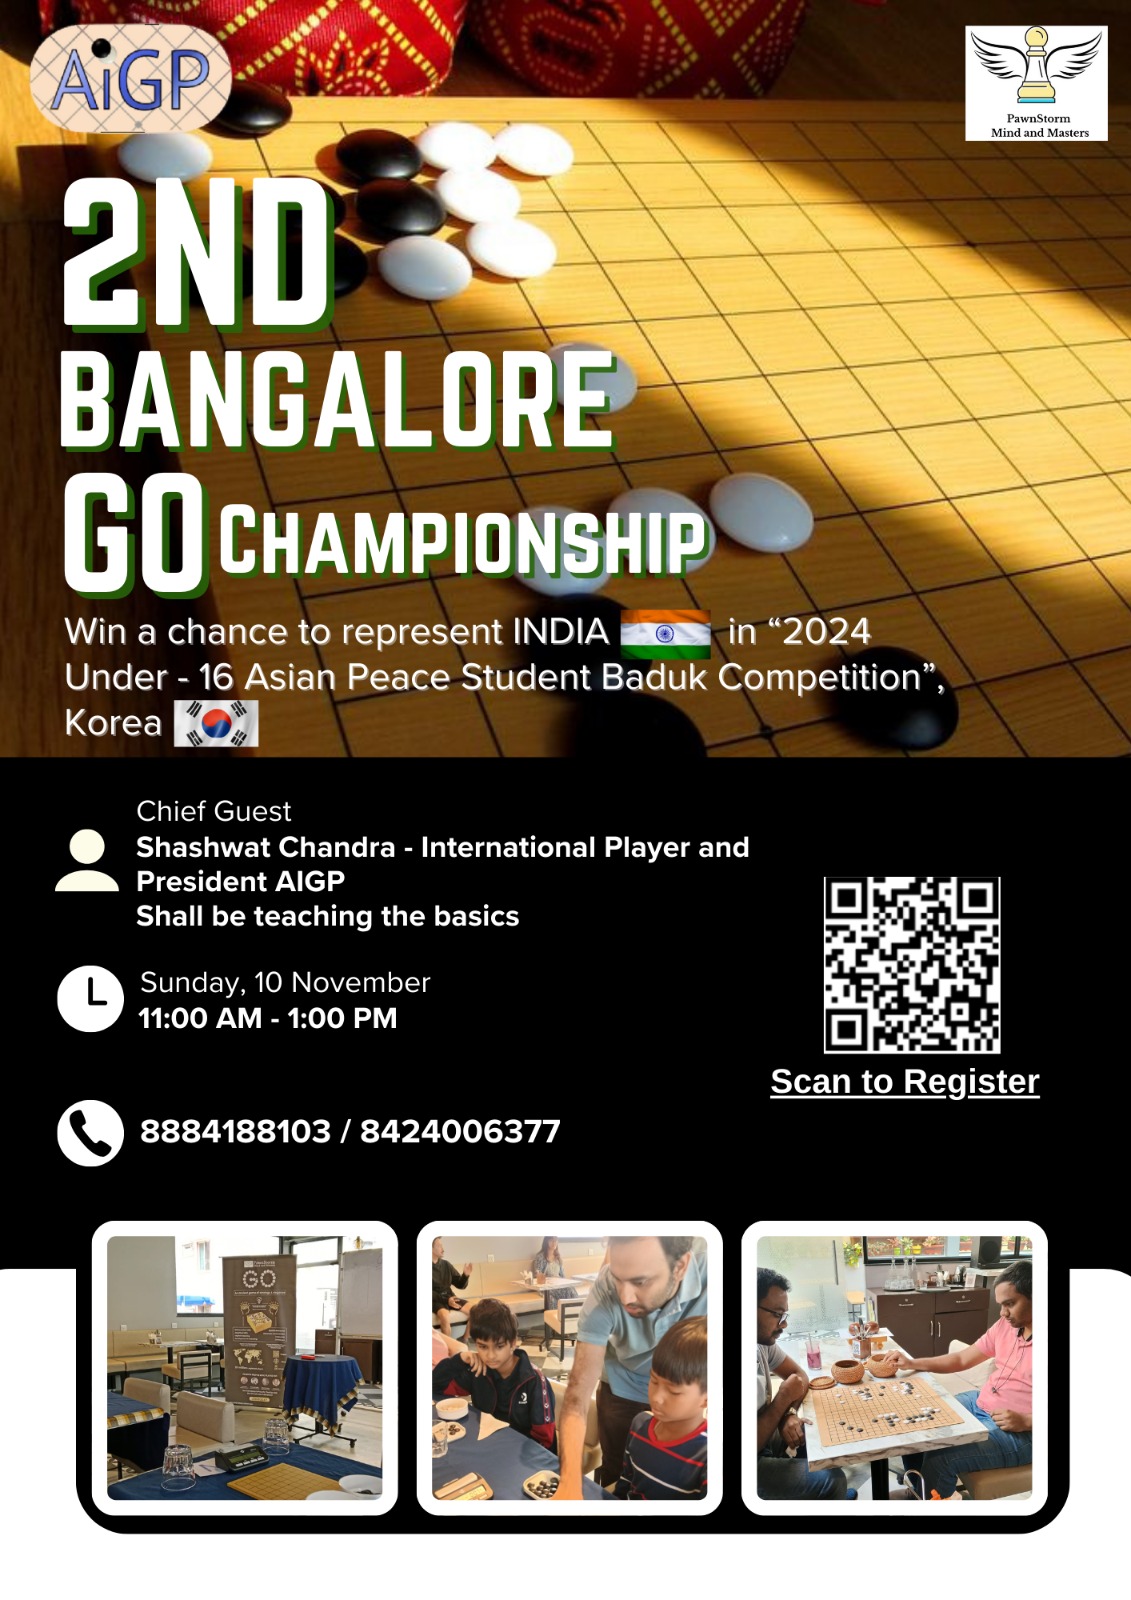 AiGP
PawnStorm
Mind and Masters
2ND
BANGALORE
GO CHAMPIONSHIP
Win a chance to represent INDIA in “2024
Under - 16 Asian Peace Student Baduk Competition”,
Korea
Chief Guest
Shashwat Chandra - International Player and
President AIGP
Shall be teaching the basics
Sunday, 10 November
11:00 AM - 1:00 PM
Scan to Register
8884188103 / 8424006377
GO